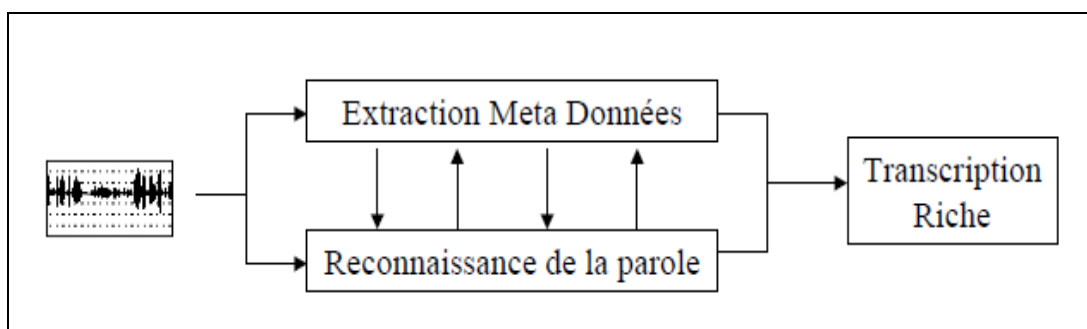 Extraction Meta Données
Reconnaissance de la parole
Transcription
Riche